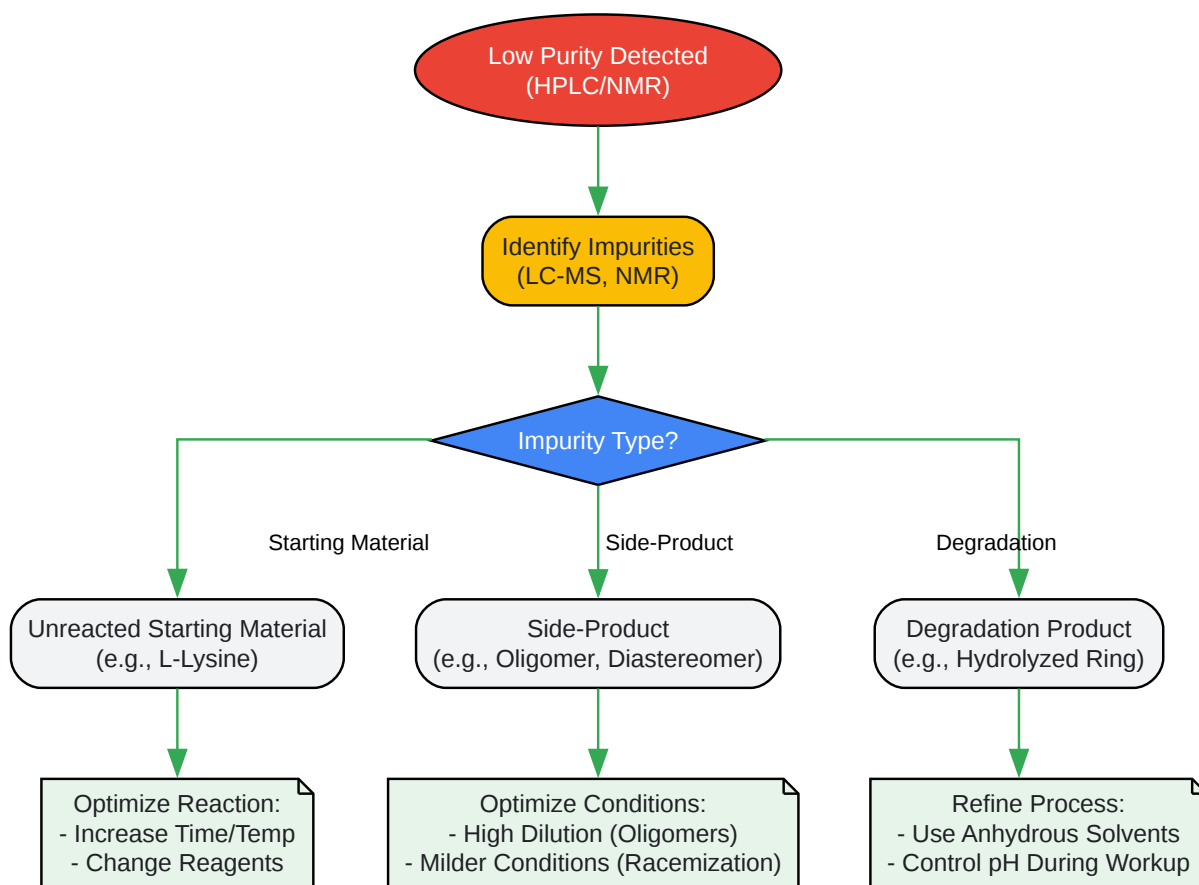 Low Purity Detected
(HPLC/NMR)
Identify Impurities
(LC-MS, NMR)
Impurity Type?
Starting Material
Side-Product
Degradation
Unreacted Starting Material
(e.g., L-Lysine)
Side-Product
(e.g., Oligomer, Diastereomer)
Degradation Product
(e.g., Hydrolyzed Ring)
Optimize Reaction:
- Increase Time/Temp
- Change Reagents
Optimize Conditions:
- High Dilution (Oligomers)
- Milder Conditions (Racemization)
Refine Process:
- Use Anhydrous Solvents
- Control pH During Workup